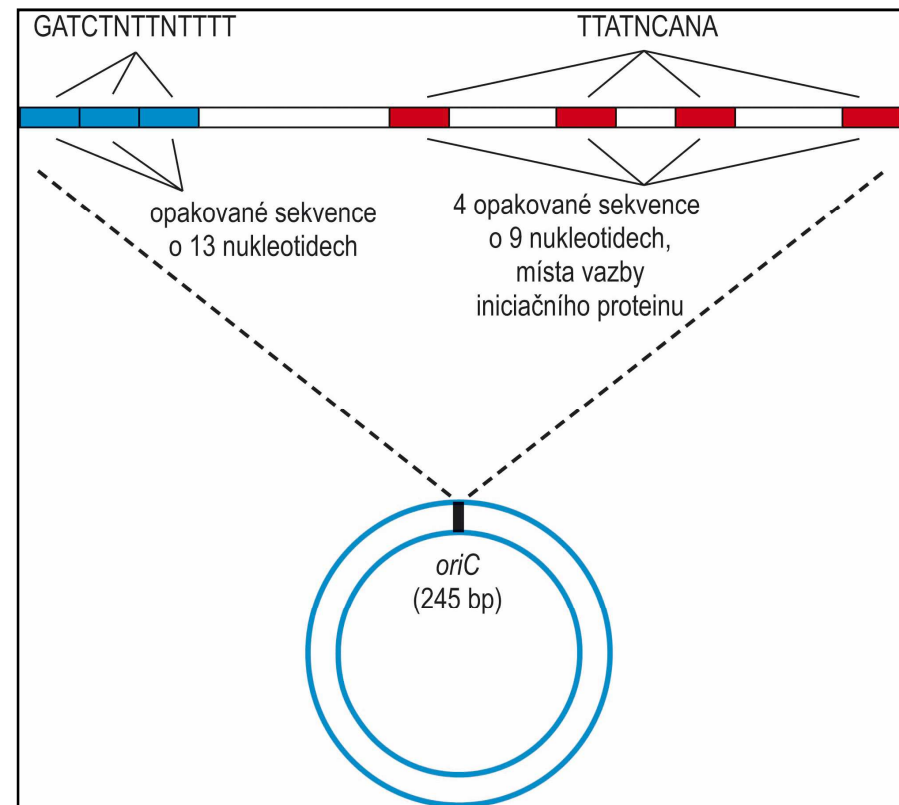 GATCTNTTNTTTT
TTATNCANA
opakované sekvence
o 13 nukleotidech
4 opakované sekvence
o 9 nukleotidech,
místa vazby
iniciačního proteinu
oriC
(245 bp)